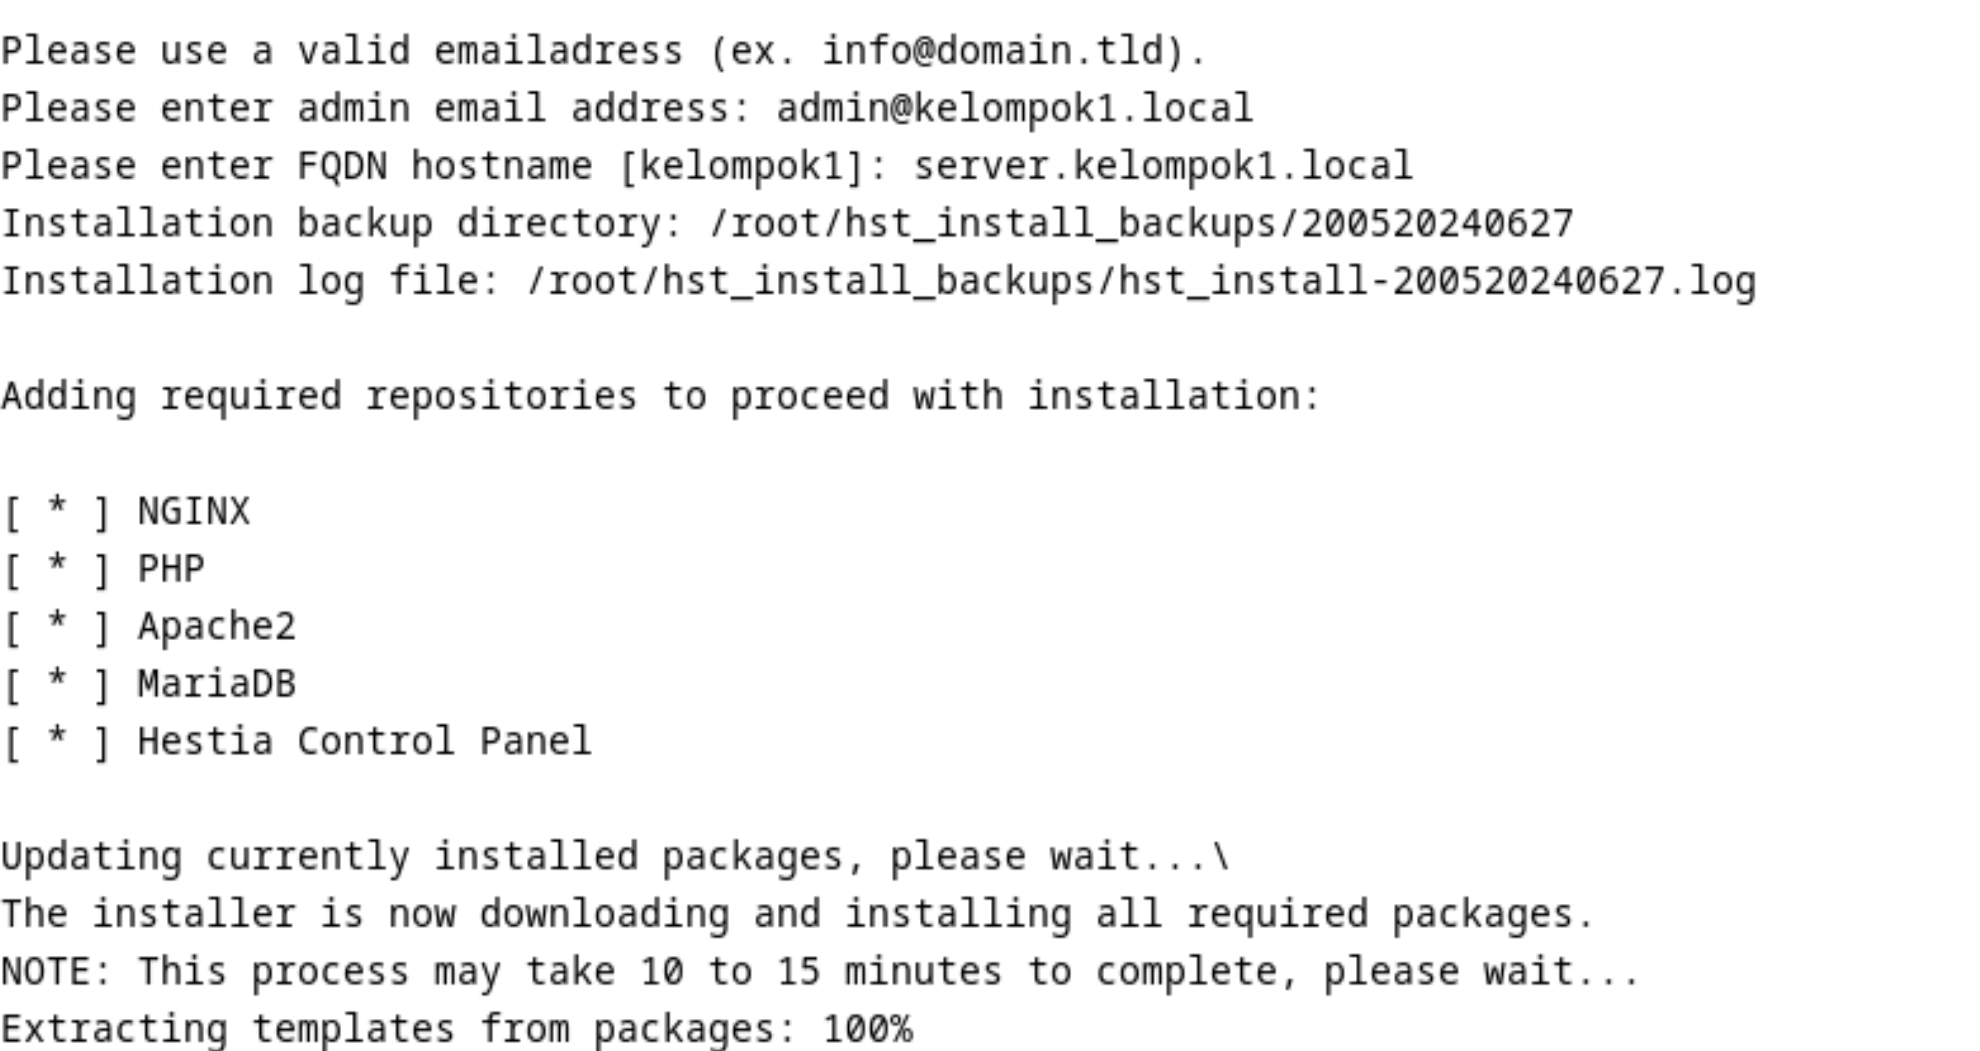 Please use a valid emailadress (ex. info@domain.tld).
Please enter admin email address: admin@kelompok1.local
Please enter FQDN hostname [kelompok1]: server.kelompok1.local
Installation backup directory: /root/hst_install_backups/200520240627
Installation log file: /root/hst_install_backups/hst_install-200520240627.log
Adding required repositories to proceed with installation:
[ * ] NGINX
[ * ] PHP
[ * ] Apache2
[ * ] MariaDB
[ * ] Hestia Control Panel
Updating currently installed packages, please wait...\
The installer is now downloading and installing all required packages.
NOTE: This process may take 10 to 15 minutes to complete, please wait...
Extracting templates from packages: 100%